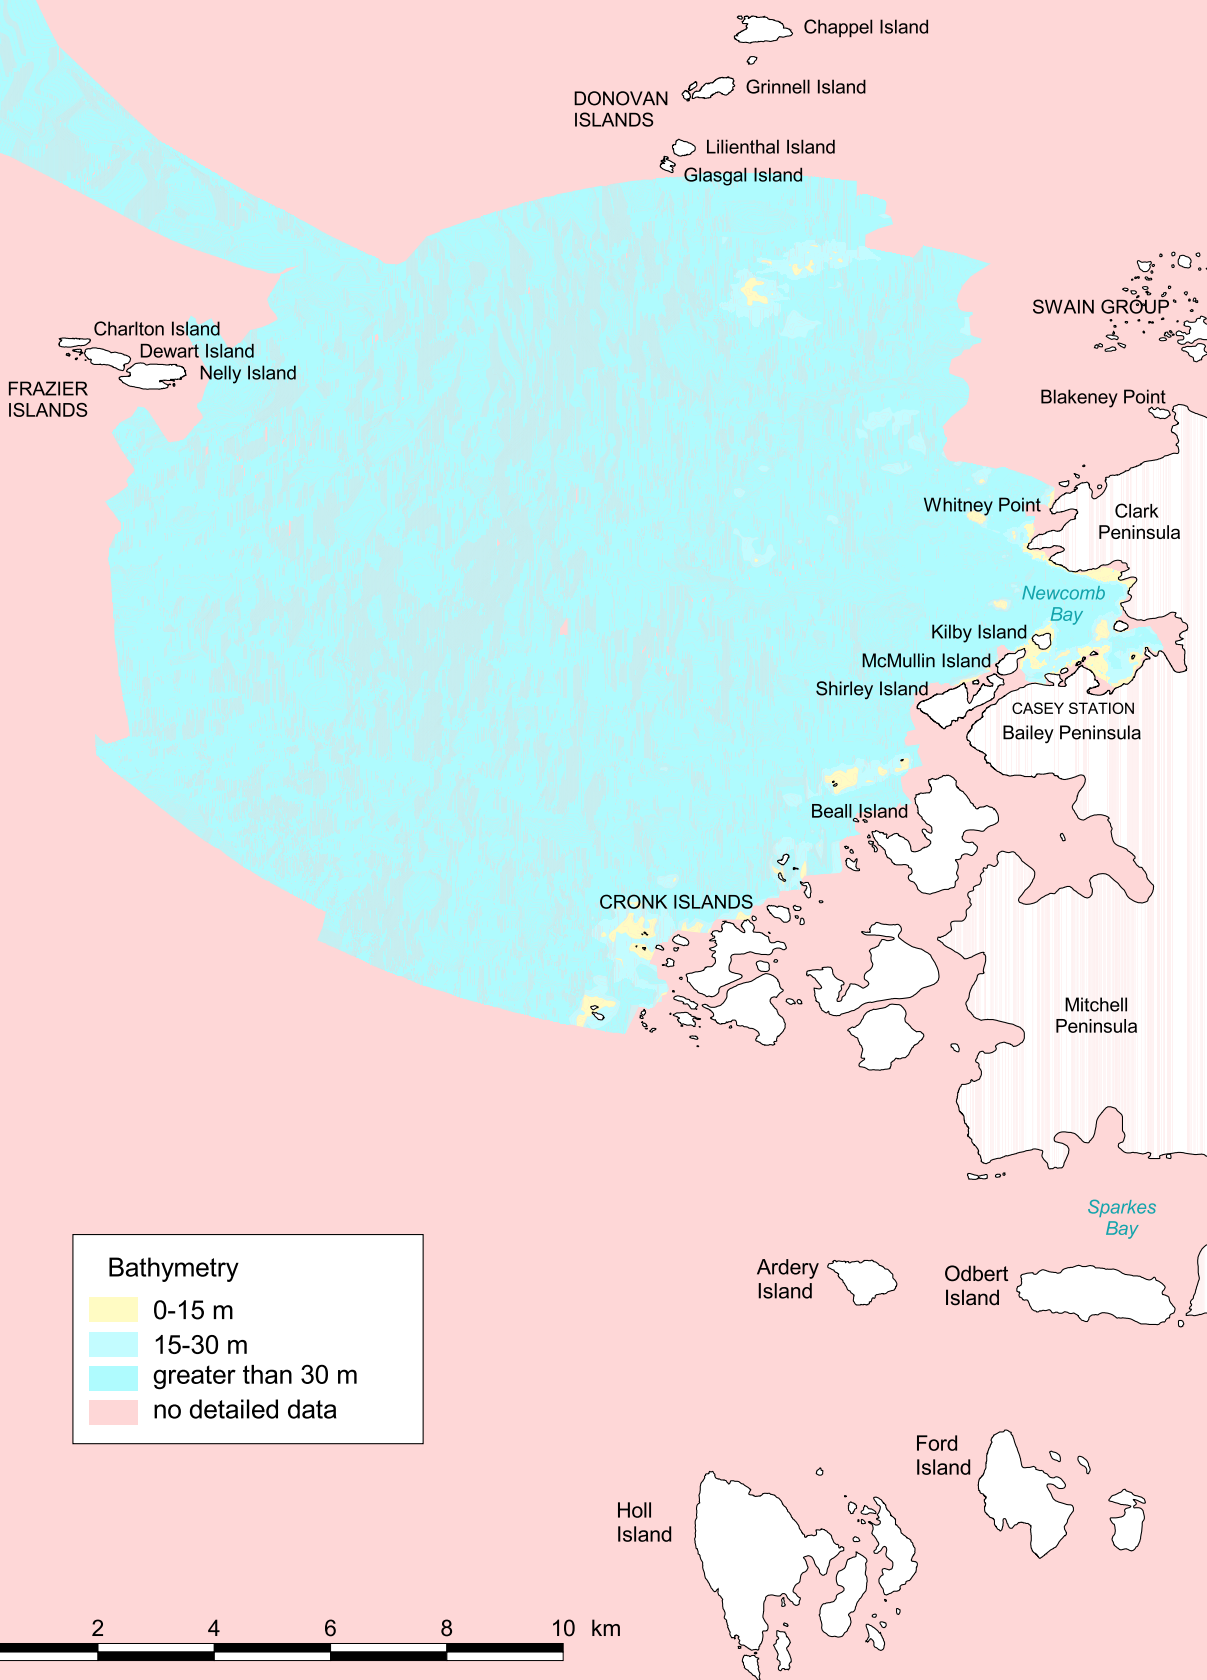 Chappel Island
Grinnell Island
DONOVAN
ISLANDS
Lilienthal Island
Glasgal Island
SWAIN GROUP
Charlton Island
Dewart Island
Nelly Island
FRAZIER
ISLANDS
Blakeney Point
Whitney Point
Clark
Peninsula
Newcomb
Bay
Kilby Island
McMullin Island
Shirley Island
CASEY STATION
Bailey Peninsula
Beall Island
CRONK ISLANDS
Mitchell
Peninsula
Sparkes
Bay
Ardery
Island
Odbert
Island
Bathymetry
0-15 m
15-30 m
greater than 30 m
no detailed data
Ford
Island
Holl
Island
2 4 6 8 10 km